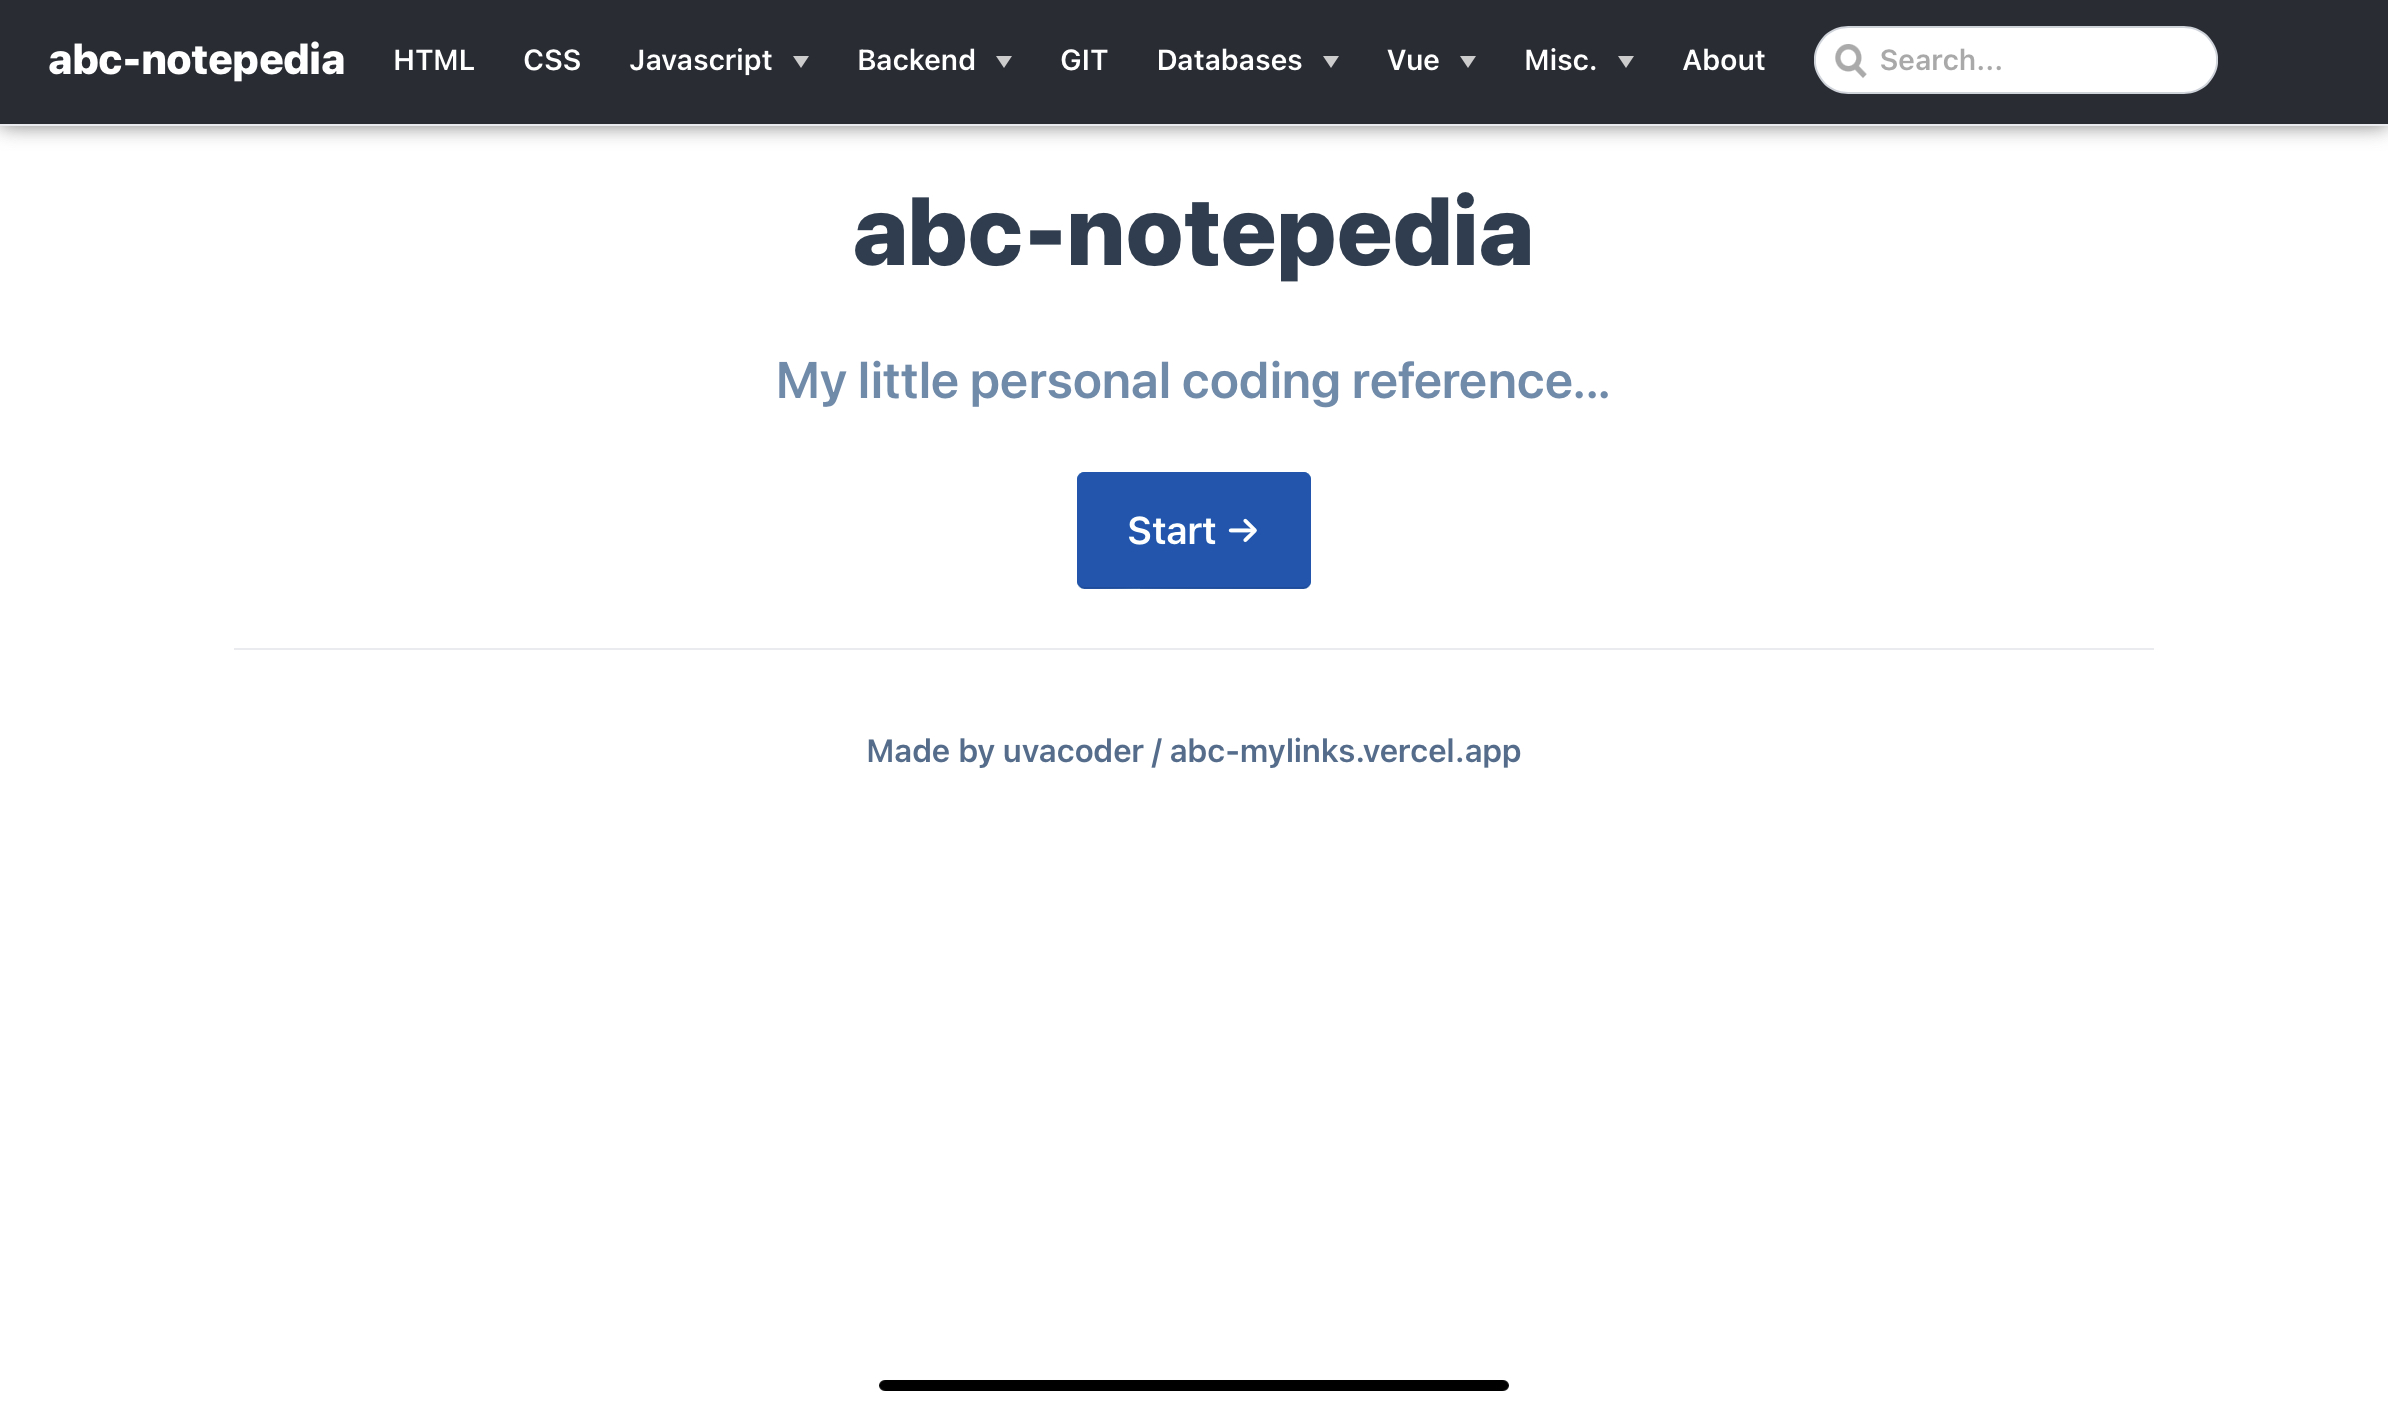 abc-notepedia HTML CSS Javascript Backend GIT Databases Vue Misc. About Search...
abc-notepedia
My little personal coding reference...
Start →
Made by uvacoder / abc-mylinks.vercel.app